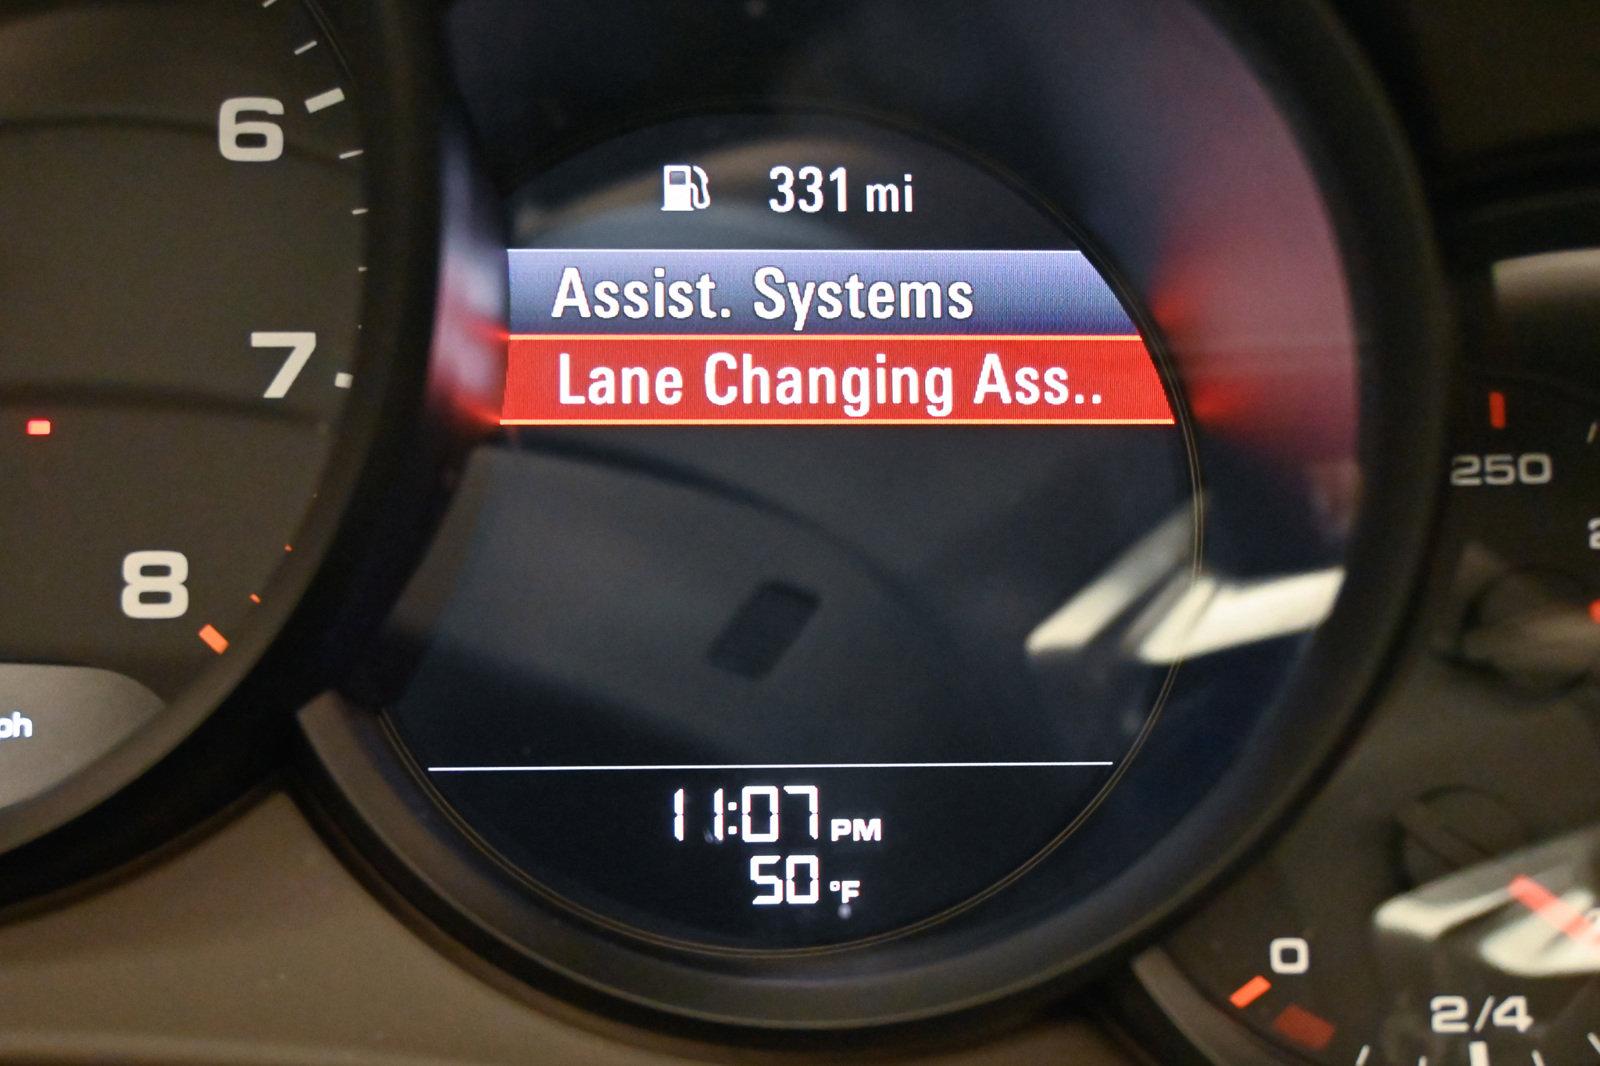 6
7
8
331 mi
Assist. Systems
Lane Changing Ass..
11:07 PM
50 °F
250
0
2/4